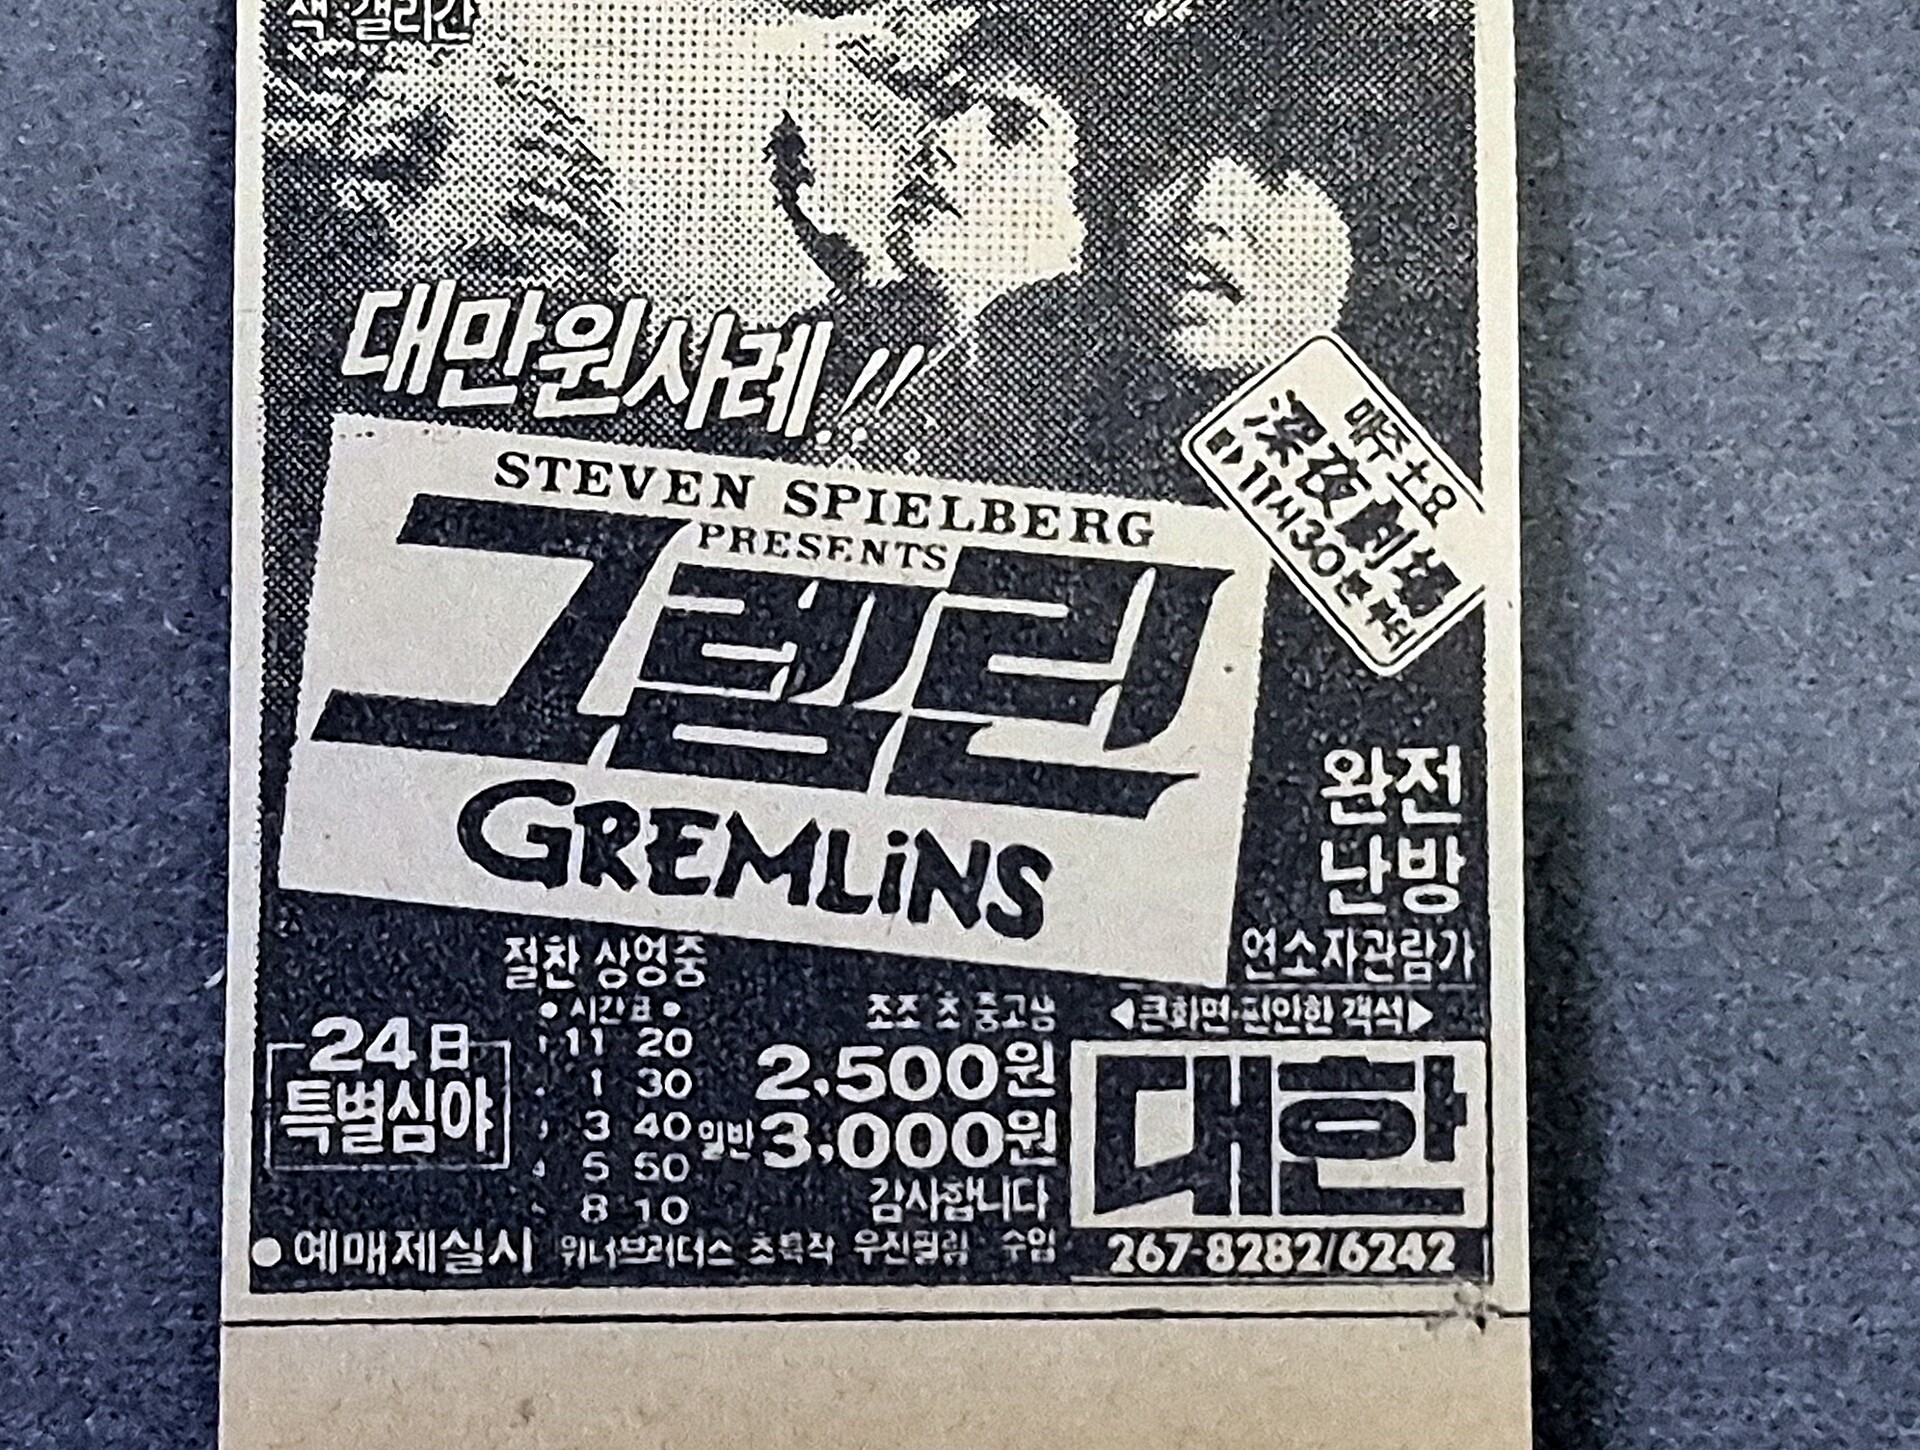 잭·갤리간
대만원사례!!
매주 土요
深夜劇場
밤11시30분부터
STEVEN SPIELBERG
PRESENTS
그렘린
GREMLiNS
완전
난방
연소자관람가
절찬 상영중
●시간표●
11 20
1 30
3 40
5 50
8 10
24日
특별심야
조조 초 중고생
2,500원
일반 3,000원
감사합니다
◀큰화면·편안한 객석▶
대한
267-8282/6242
●예매제실시 워너브러더스 초특작 우진필림 수입